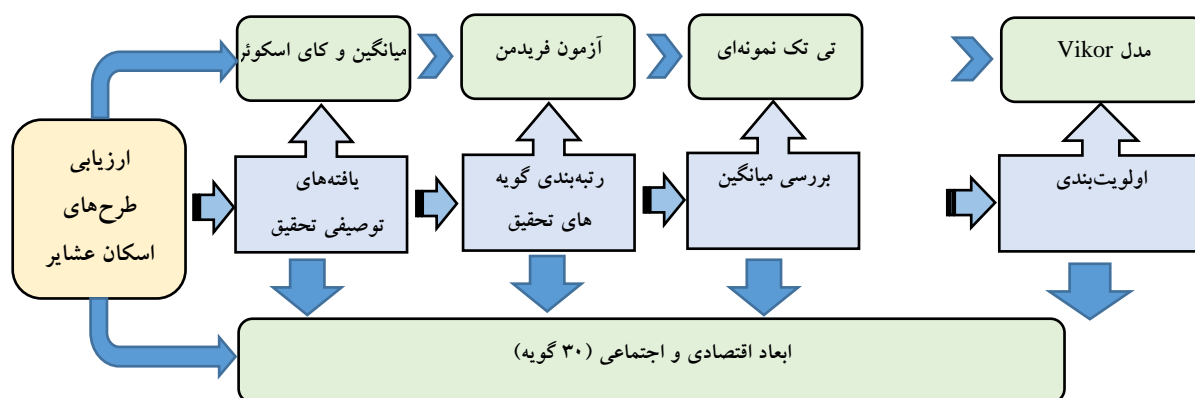 میانگین و کای اسکوئر
آزمون فریدمن
تی تک نمونه‌ای
مدل Vikor
ارزیابی
طرح‌های
اسکان عشایر
یافته‌های
توصیفی تحقیق
رتبه‌بندی گویه
های تحقیق
بررسی میانگین
اولویت‌بندی
ابعاد اقتصادی و اجتماعی (۳۰ گویه)